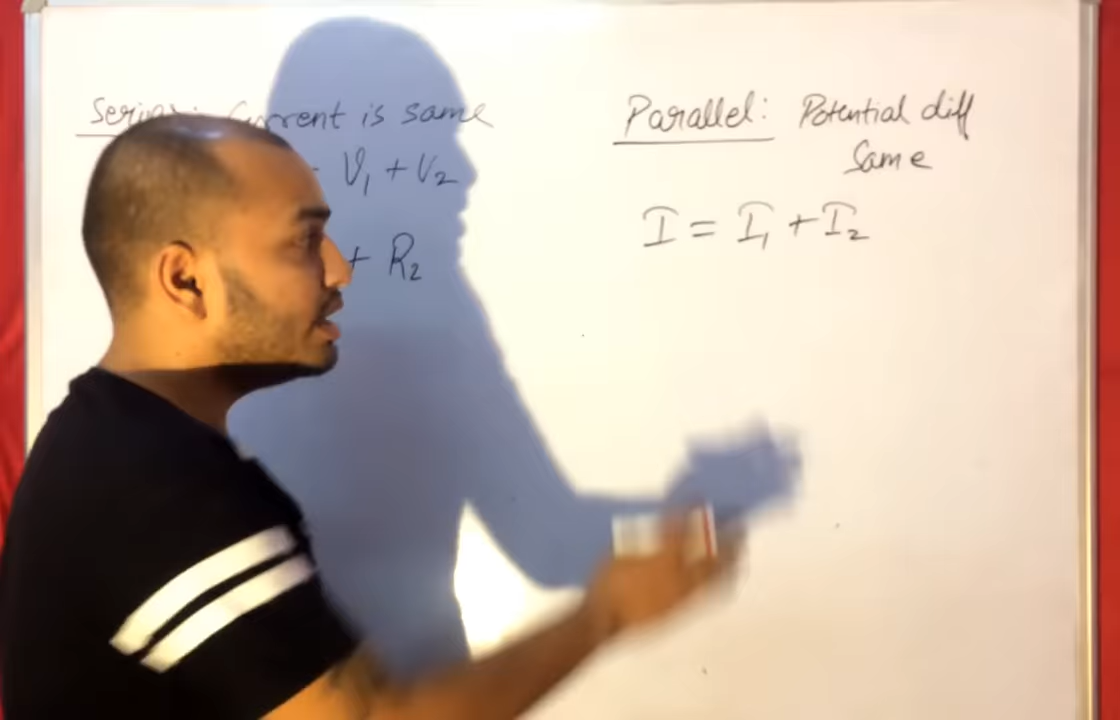 Series: Current is same
V₁ + V₂
+ R₂
Parallel: Potential diff
Same
I = I₁ + I₂